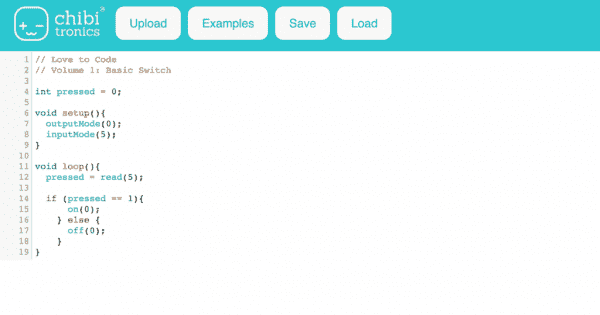 chibi
tronics
Upload
Examples
Save
Load
1 // Love to Code
2 // Volume 1: Basic Switch
3
4 int pressed = 0;
5
6 void setup(){
7 outputMode(0);
8 inputMode(5);
9 }
10
11 void loop(){
12 pressed = read(5);
13
14 if (pressed == 1){
15 on(0);
16 } else {
17 off(0);
18 }
19 }